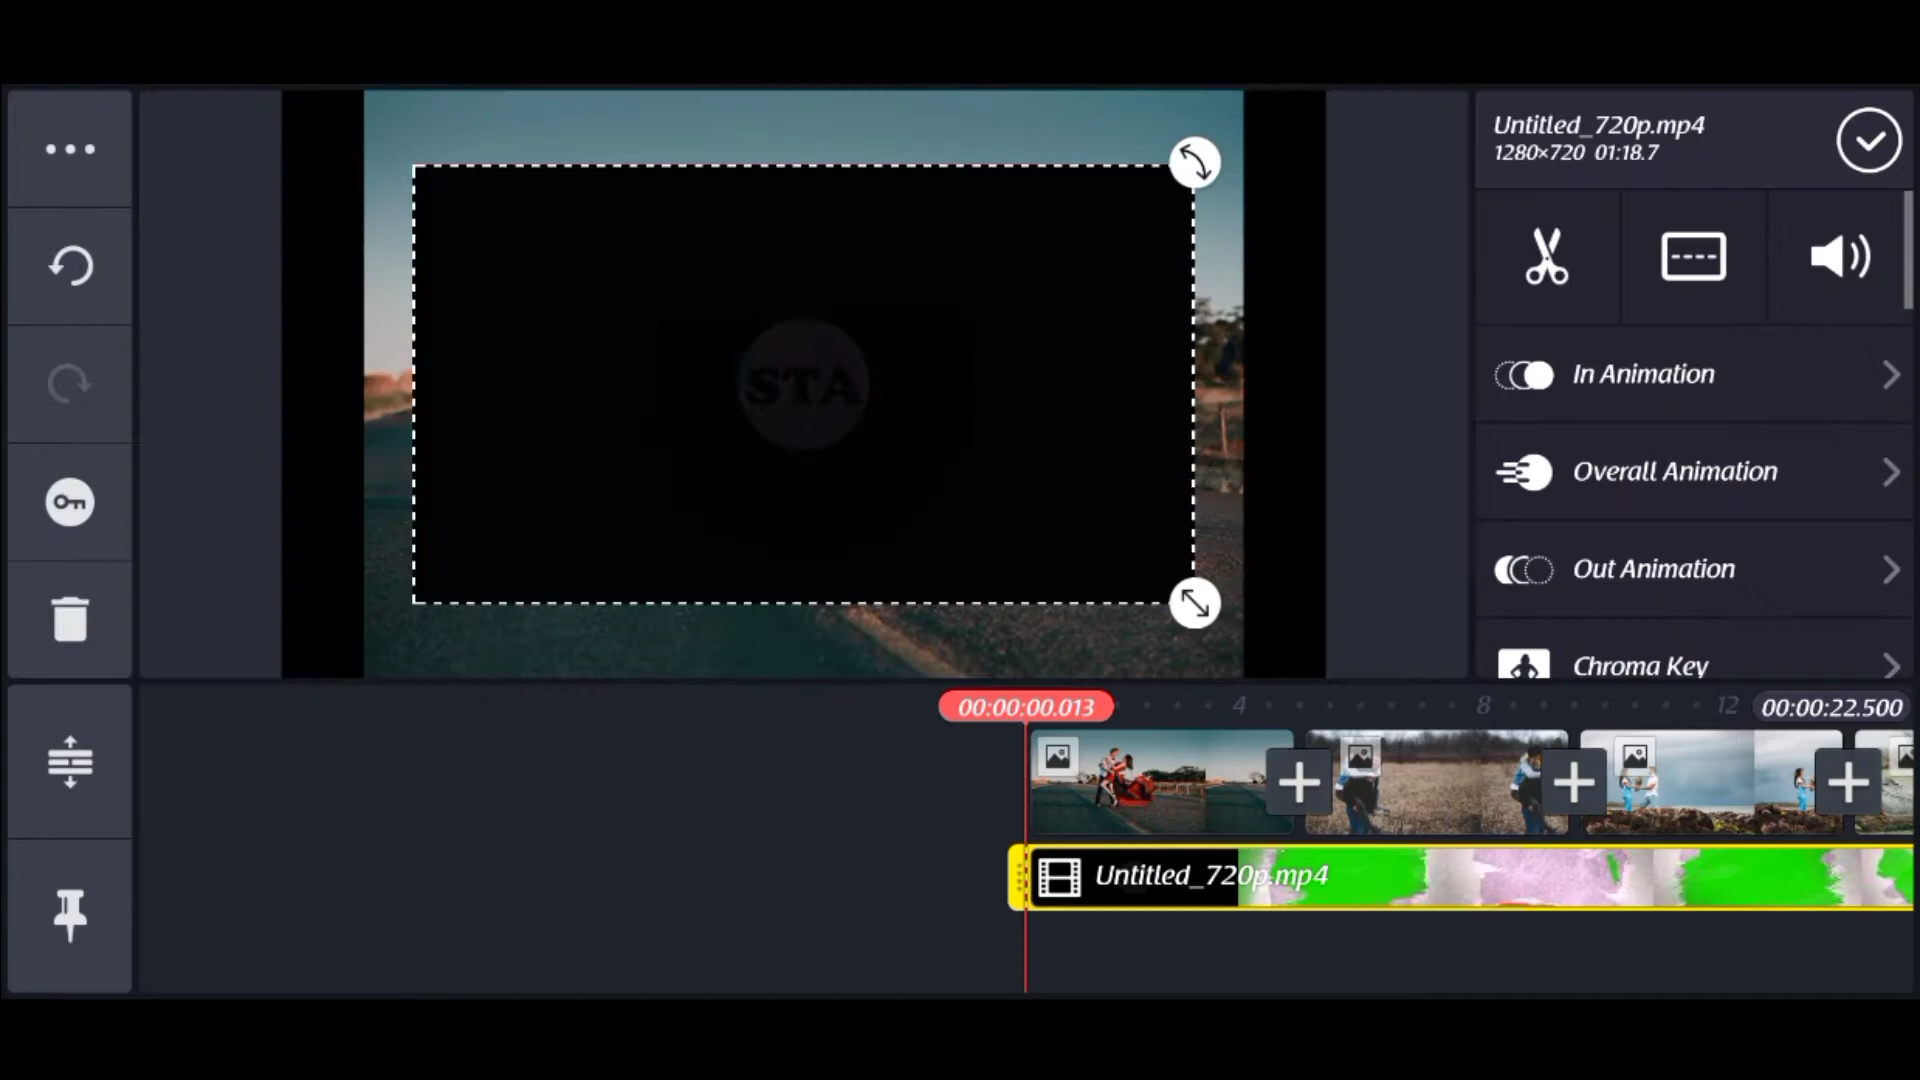 Untitled_720p.mp4
1280×720 01:18.7
STA
In Animation
Overall Animation
Out Animation
Chroma Key
00:00:00.013
4
8
12
00:00:22.500
Untitled_720p.mp4